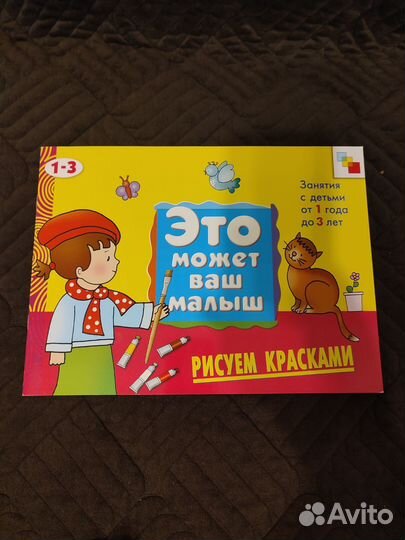 1-3
Занятия
с детьми
от 1 года
до 3 лет
Это
может
ваш
малыш
РИСУЕМ КРАСКАМИ
Avito